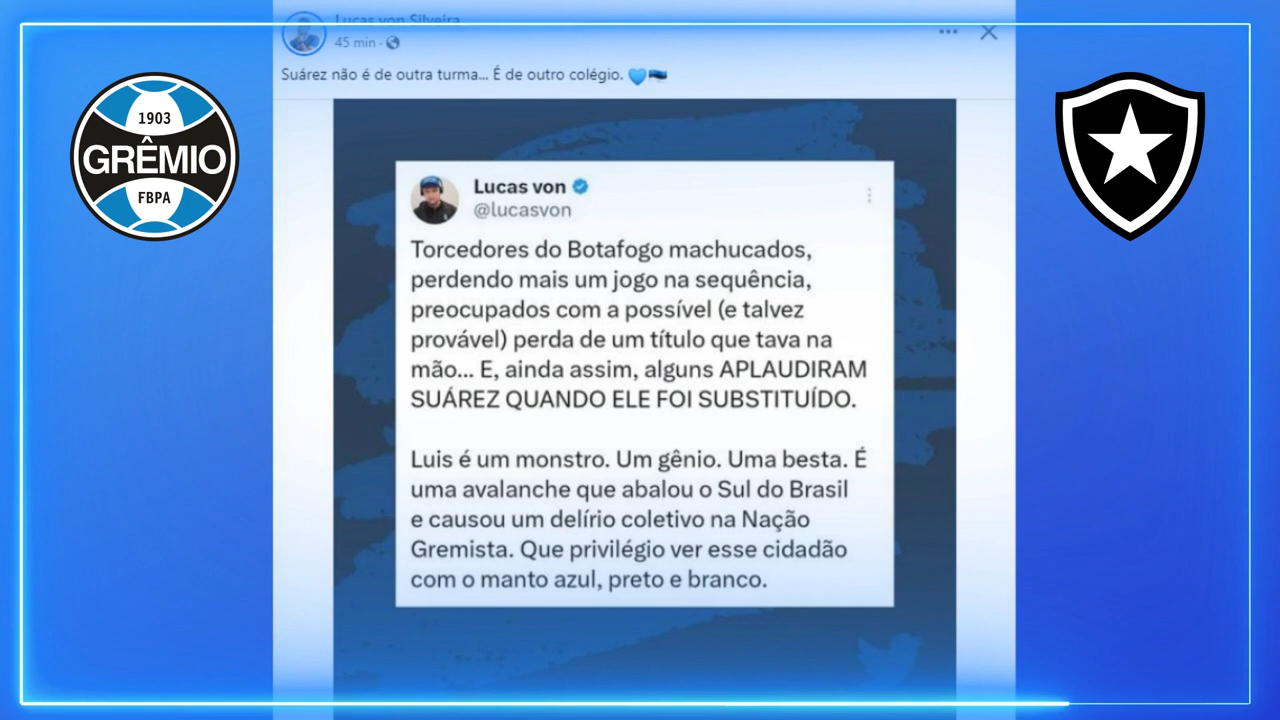 Lucas von Silveira
45 min ·
Suárez não é de outra turma... É de outro colégio.
1903
GRÊMIO
FBPA
Lucas von
@lucasvon
Torcedores do Botafogo machucados,
perdendo mais um jogo na sequência,
preocupados com a possível (e talvez
provável) perda de um título que tava na
mão... E, ainda assim, alguns APLAUDIRAM
SUÁREZ QUANDO ELE FOI SUBSTITUÍDO.
Luis é um monstro. Um gênio. Uma besta. É
uma avalanche que abalou o Sul do Brasil
e causou um delírio coletivo na Nação
Gremista. Que privilégio ver esse cidadão
com o manto azul, preto e branco.